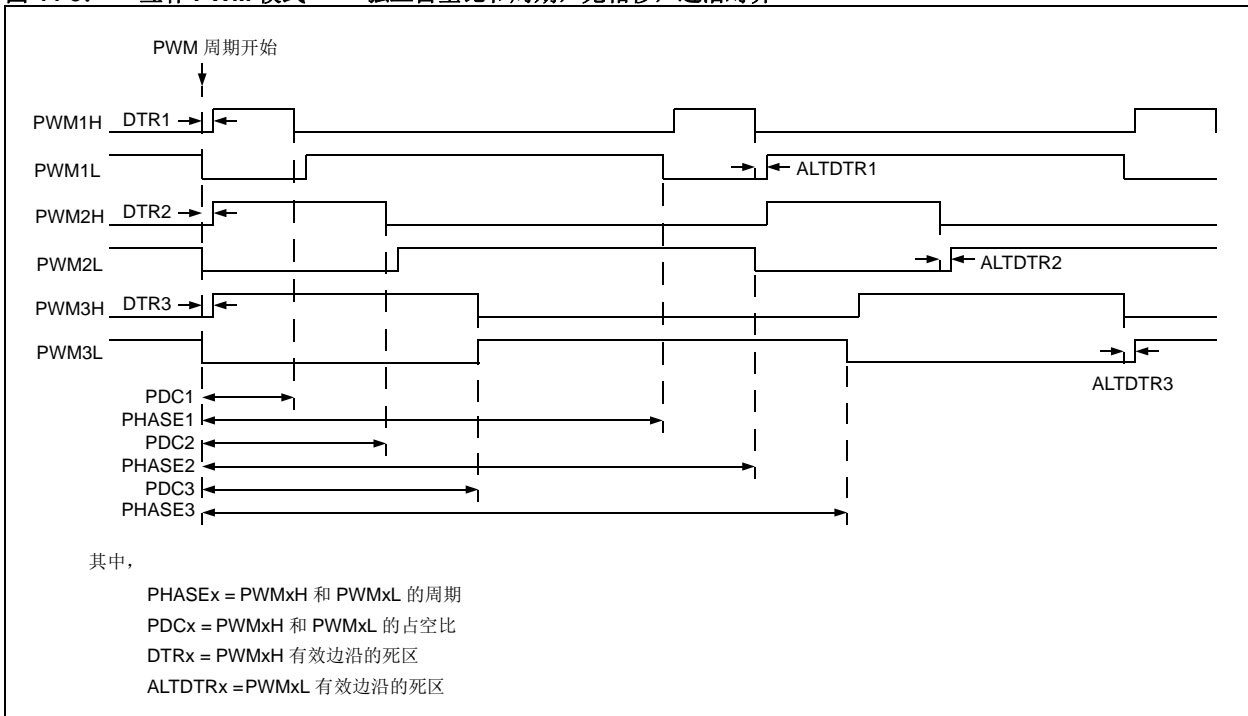 PWM 周期开始
PWM1H DTR1
PWM1L ALTDTR1
PWM2H DTR2
PWM2L ALTDTR2
PWM3H DTR3
PWM3L
ALTDTR3
PDC1
PHASE1
PDC2
PHASE2
PDC3
PHASE3
其中,
PHASEx = PWMxH 和 PWMxL 的周期
PDCx = PWMxH 和 PWMxL 的占空比
DTRx = PWMxH 有效边沿的死区
ALTDTRx =PWMxL 有效边沿的死区